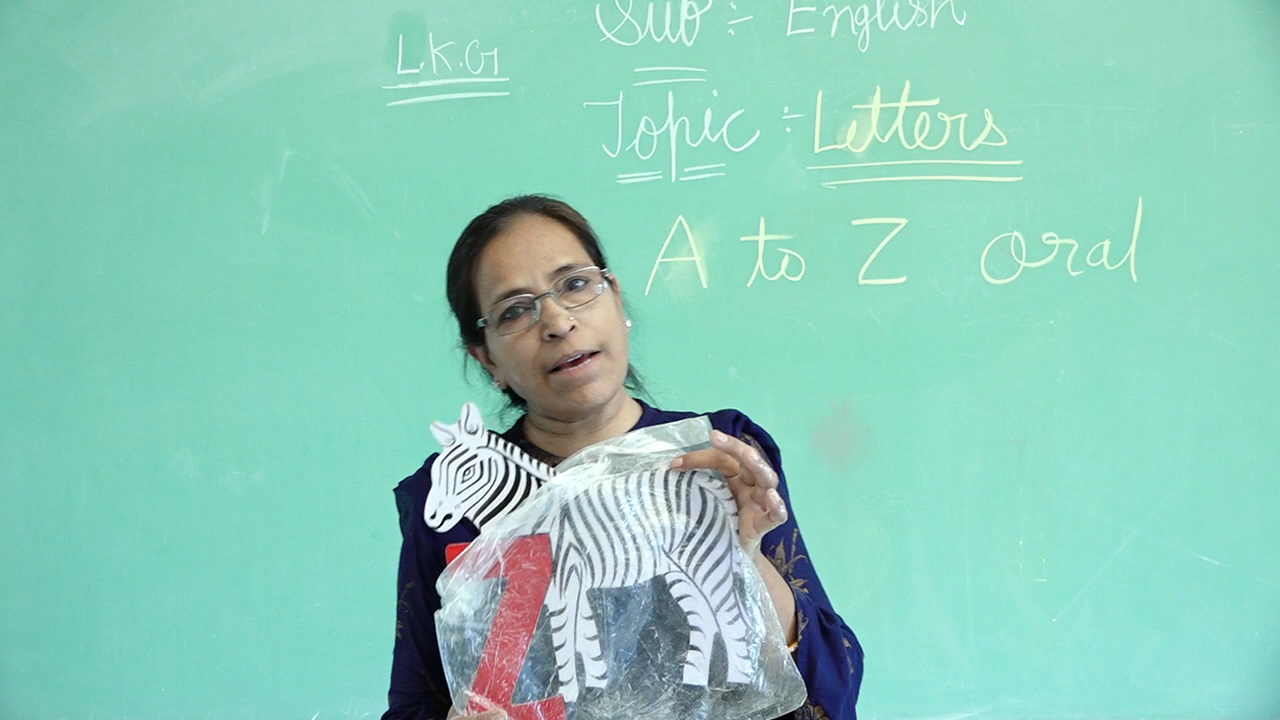 L.K.G
Sub ÷ English
Topic ÷ Letters
A to Z oral
Z